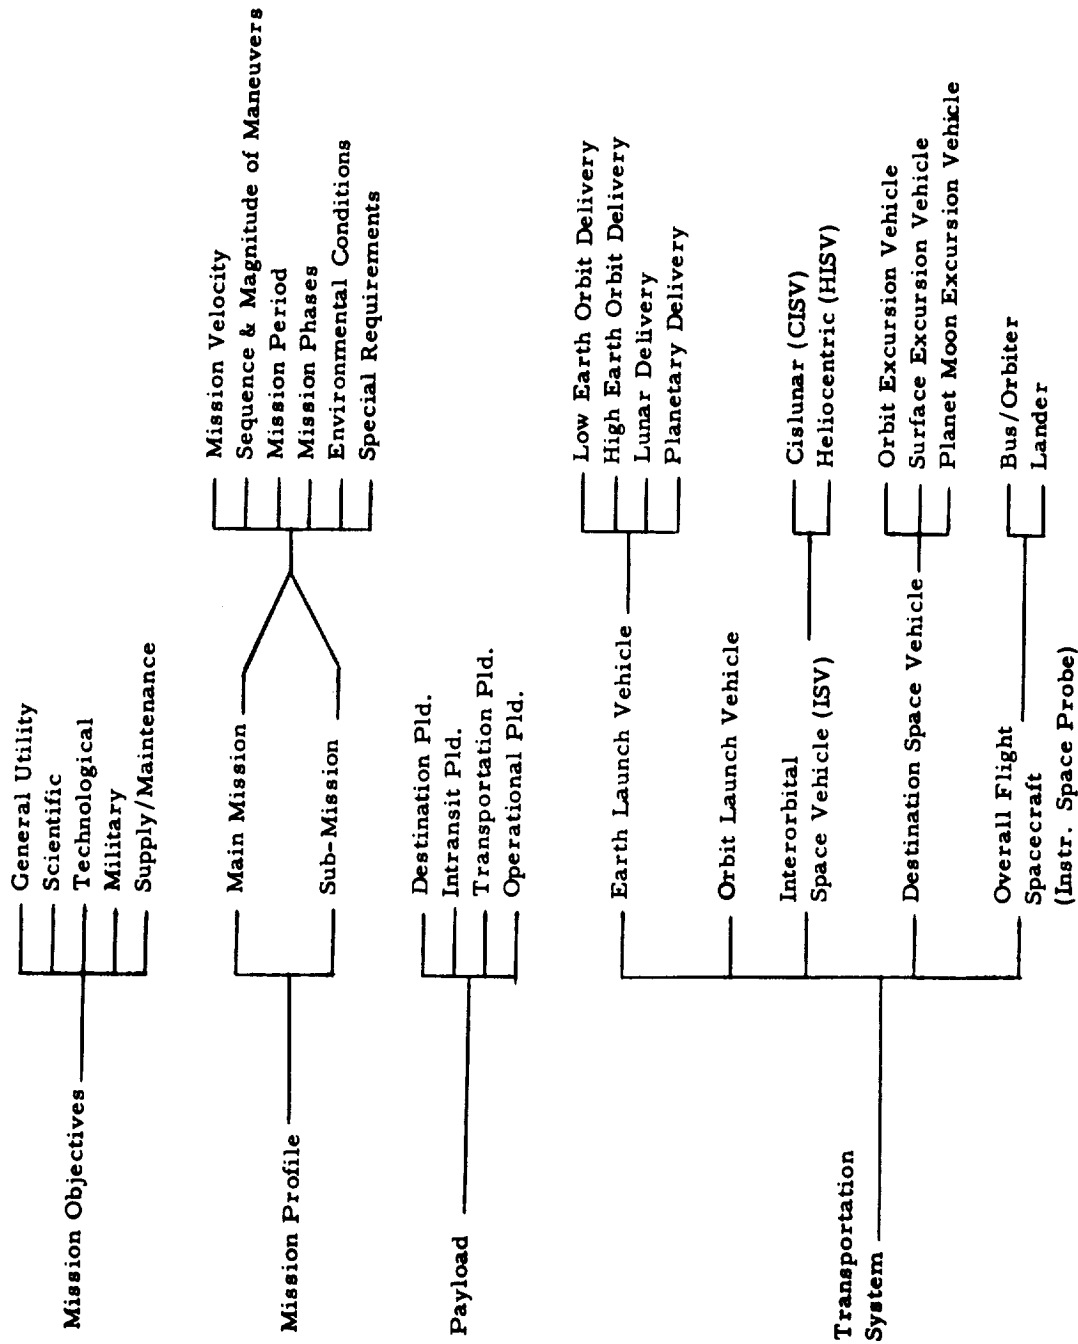 Mission Objectives
General Utility
Scientific
Technological
Military
Supply/Maintenance
Mission Profile
Main Mission
Sub-Mission
Mission Velocity
Sequence & Magnitude of Maneuvers
Mission Period
Mission Phases
Environmental Conditions
Special Requirements
Payload
Destination Pld.
Intransit Pld.
Transportation Pld.
Operational Pld.
Transportation
System
Earth Launch Vehicle
Low Earth Orbit Delivery
High Earth Orbit Delivery
Lunar Delivery
Planetary Delivery
Orbit Launch Vehicle
Interorbital
Space Vehicle (ISV)
Cislunar (CISV)
Heliocentric (HISV)
Destination Space Vehicle
Orbit Excursion Vehicle
Surface Excursion Vehicle
Planet Moon Excursion Vehicle
Overall Flight
Spacecraft
(Instr. Space Probe)
Bus/Orbiter
Lander